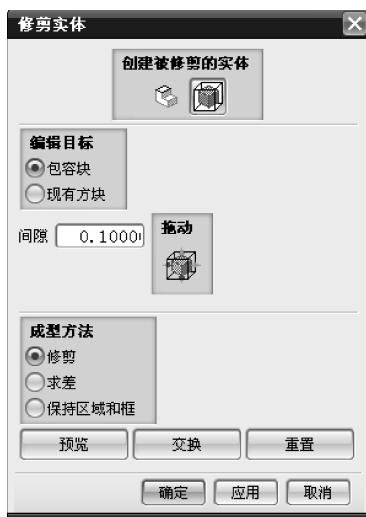 修剪实体
创建被修剪的实体
编辑目标
包容块
现有方块
间隙 0.1000
拖动
成型方法
修剪
求差
保持区域和框
预览 交换 重置
确定 应用 取消